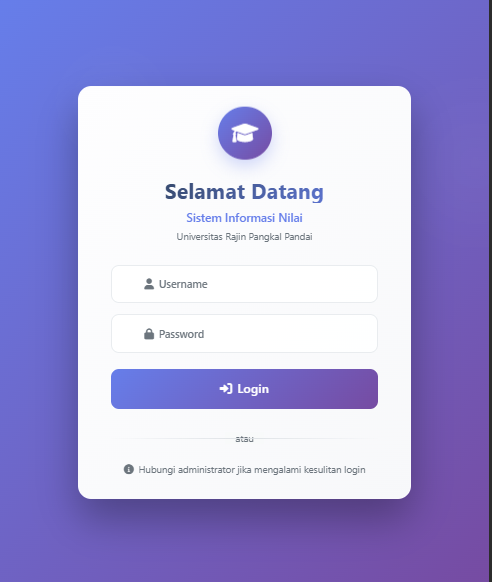 Selamat Datang
Sistem Informasi Nilai
Universitas Rajin Pangkal Pandai
Username
Password
Login
atau
Hubungi administrator jika mengalami kesulitan login